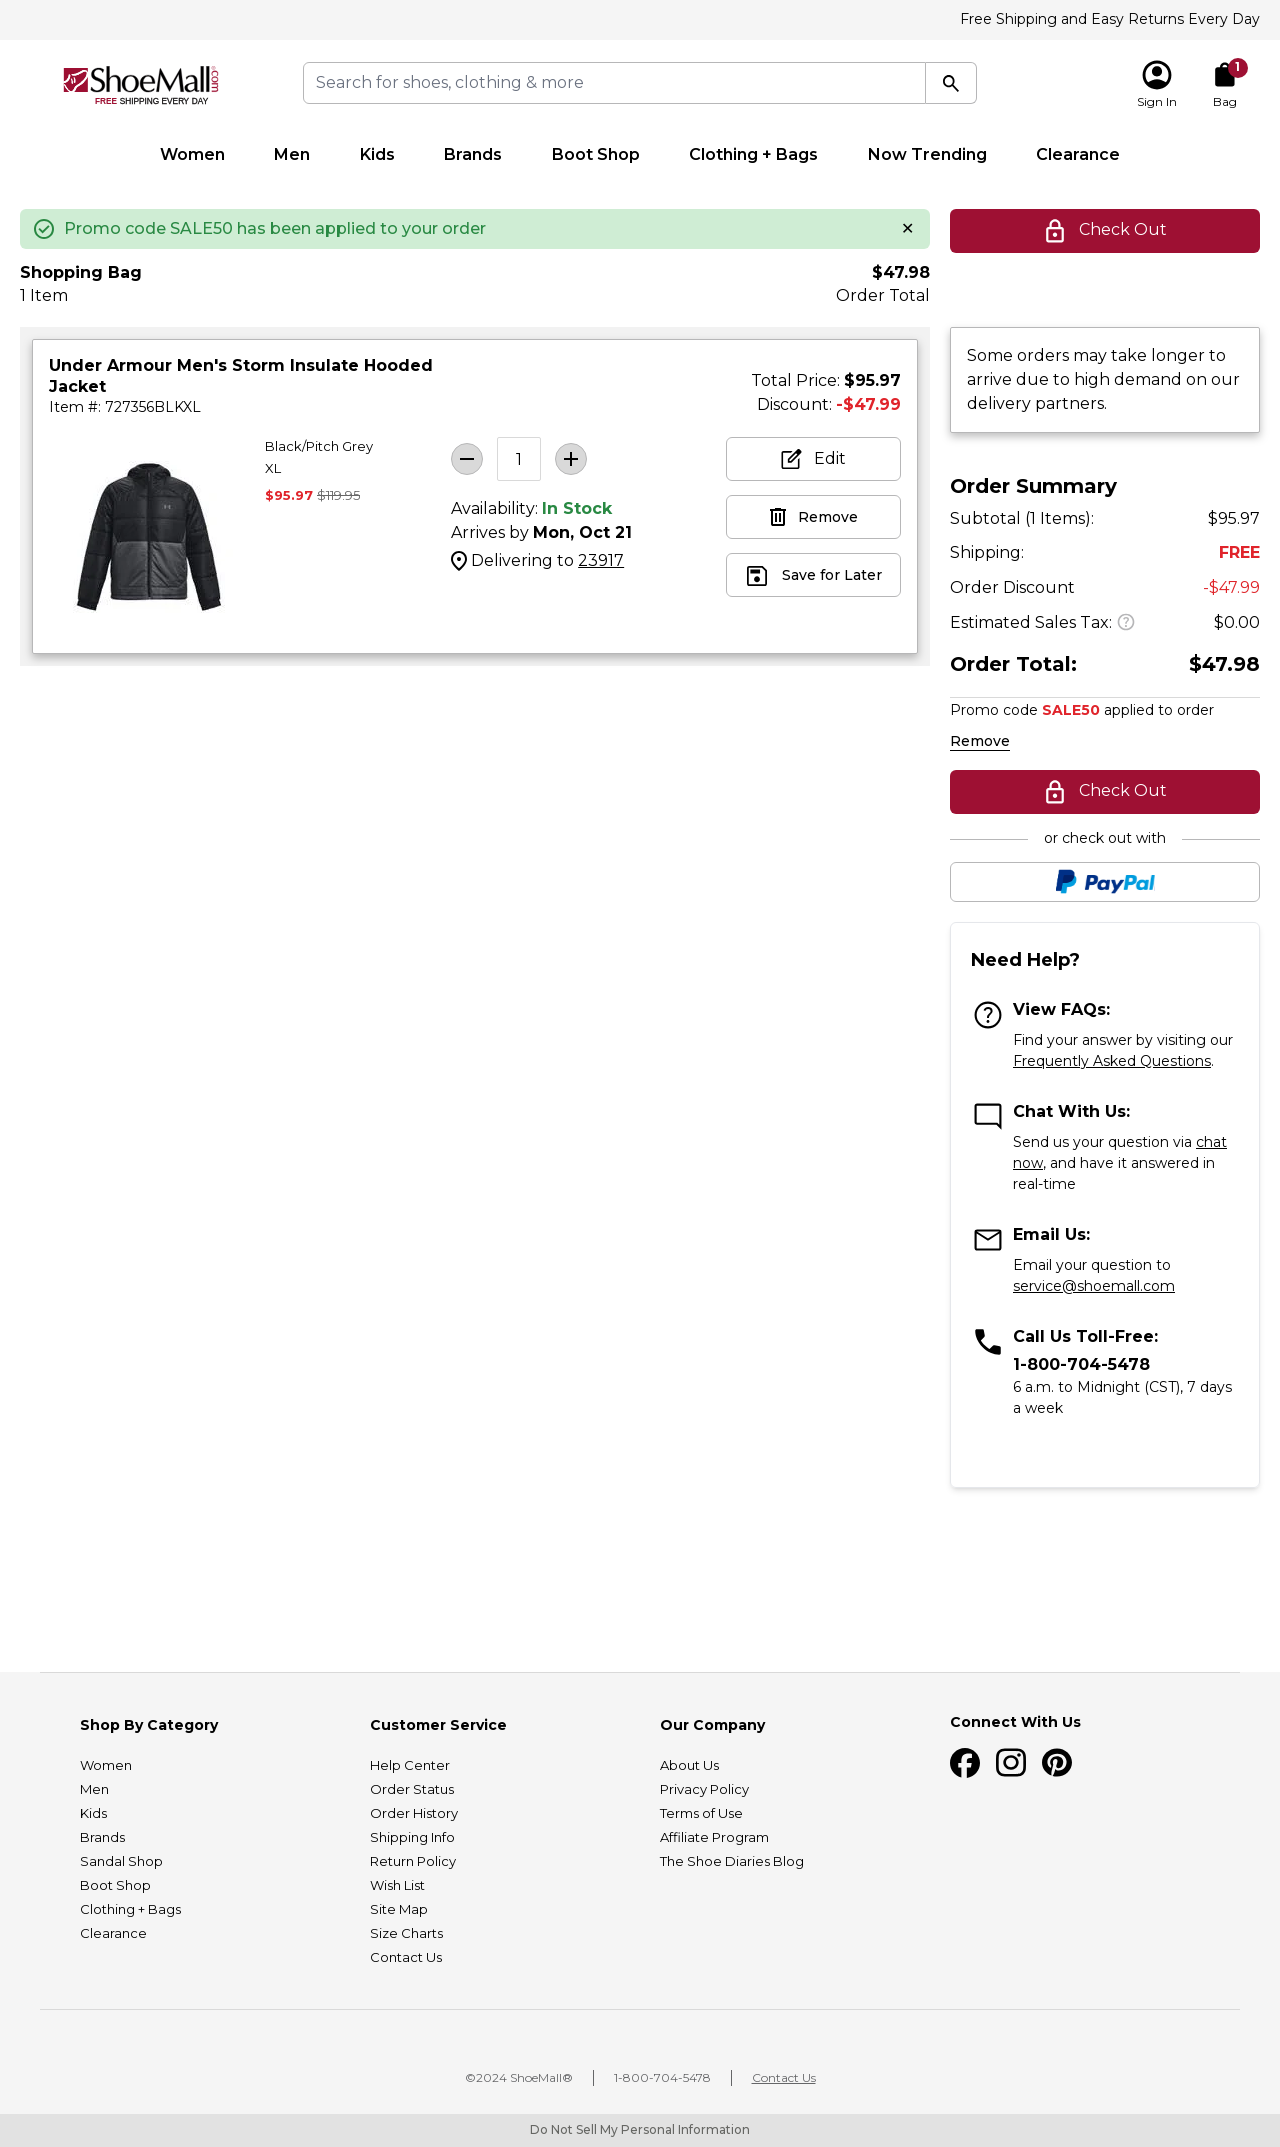 Free Shipping and Easy Returns Every Day
ShoeMall®.com
FREE SHIPPING EVERY DAY
Search for shoes, clothing & more
Sign In
1
Bag
Women Men Kids Brands Boot Shop Clothing + Bags Now Trending Clearance
Promo code SALE50 has been applied to your order
Check Out
Shopping Bag $47.98
1 Item Order Total
Under Armour Men's Storm Insulate Hooded
Jacket
Item #: 727356BLKXL
Total Price: $95.97
Discount: -$47.99
Black/Pitch Grey
XL
$95.97 $119.95
1
Availability: In Stock
Arrives by Mon, Oct 21
Delivering to 23917
Edit
Remove
Save for Later
Some orders may take longer to
arrive due to high demand on our
delivery partners.
Order Summary
Subtotal (1 Items): $95.97
Shipping: FREE
Order Discount -$47.99
Estimated Sales Tax: ? $0.00
Order Total: $47.98
Promo code SALE50 applied to order
Remove
Check Out
or check out with
PayPal
Need Help?
View FAQs:
Find your answer by visiting our
Frequently Asked Questions.
Chat With Us:
Send us your question via chat
now, and have it answered in
real-time
Email Us:
Email your question to
service@shoemall.com
Call Us Toll-Free:
1-800-704-5478
6 a.m. to Midnight (CST), 7 days
a week
Shop By Category
Women
Men
Kids
Brands
Sandal Shop
Boot Shop
Clothing + Bags
Clearance
Customer Service
Help Center
Order Status
Order History
Shipping Info
Return Policy
Wish List
Site Map
Size Charts
Contact Us
Our Company
About Us
Privacy Policy
Terms of Use
Affiliate Program
The Shoe Diaries Blog
Connect With Us
©2024 ShoeMall® 1-800-704-5478 Contact Us
Do Not Sell My Personal Information